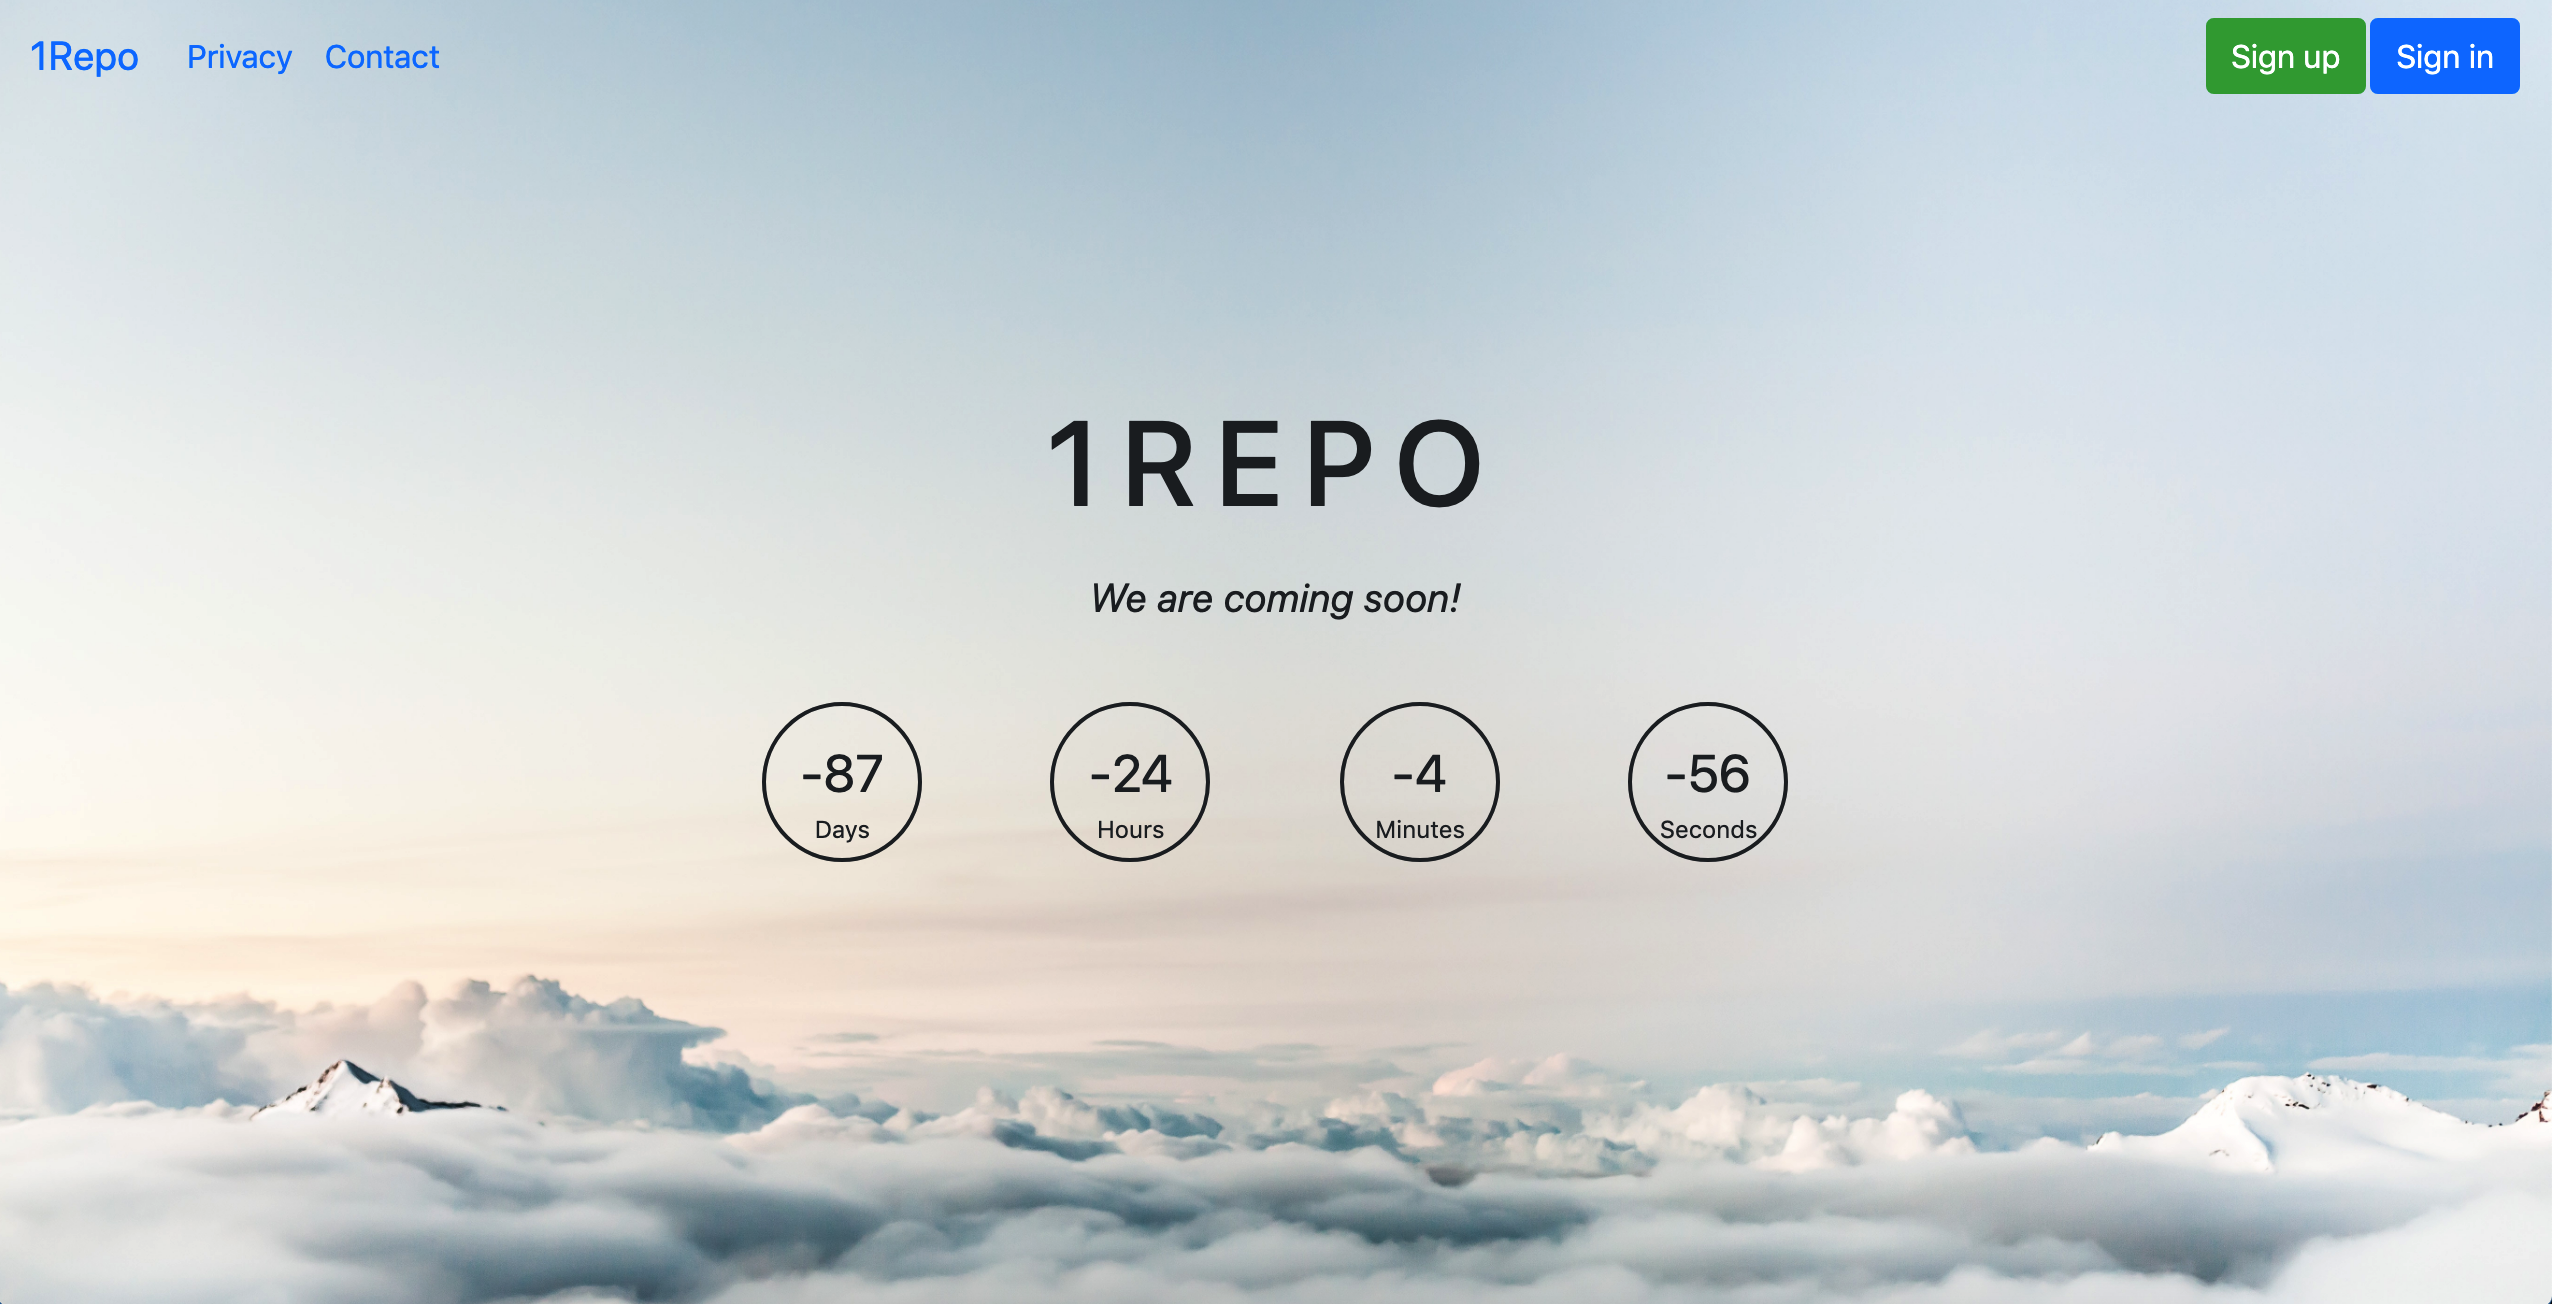 1Repo Privacy Contact Sign up Sign in
1REPO
We are coming soon!
-87 -24 -4 -56
Days Hours Minutes Seconds